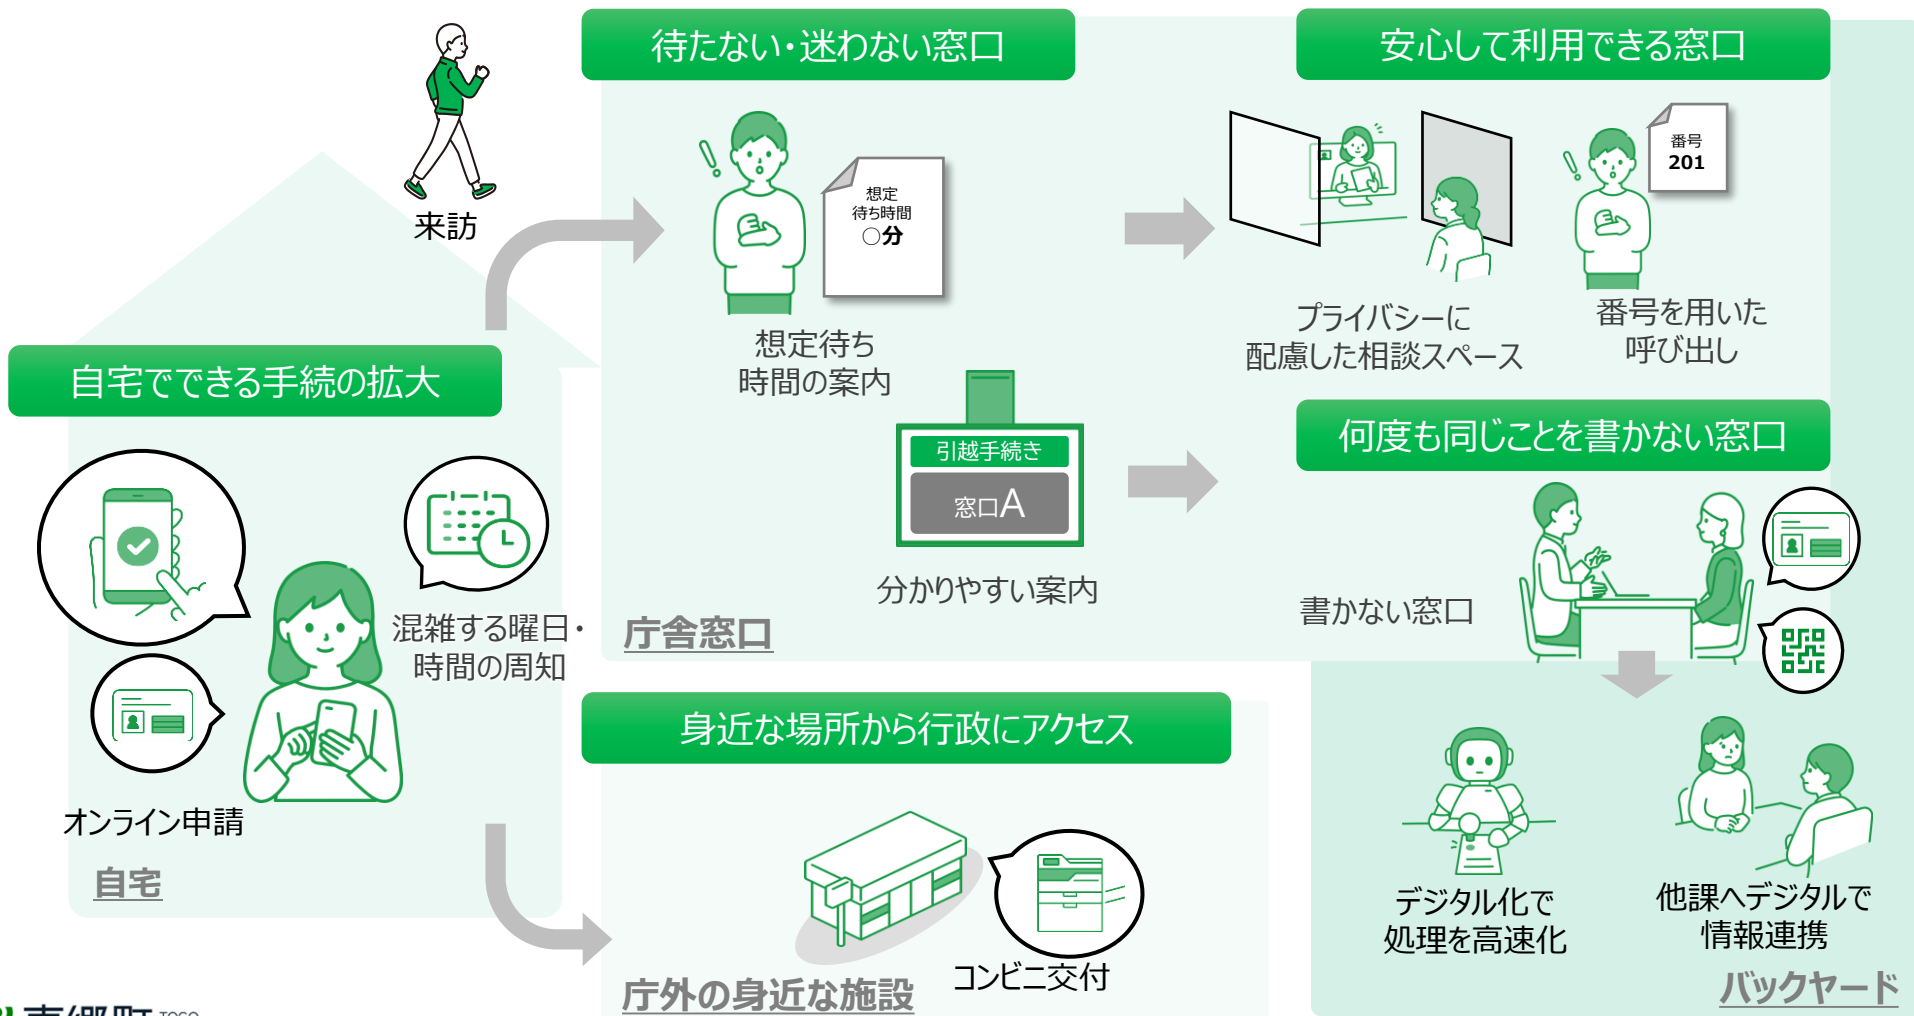 来訪
待たない・迷わない窓口
想定
待ち時間
○分
想定待ち
時間の案内
引越手続き
窓口A
分かりやすい案内
庁舎窓口
安心して利用できる窓口
プライバシーに
配慮した相談スペース
番号
201
番号を用いた
呼び出し
何度も同じことを書かない窓口
書かない窓口
自宅でできる手続の拡大
混雑する曜日・
時間の周知
オンライン申請
自宅
身近な場所から行政にアクセス
コンビニ交付
庁外の身近な施設
デジタル化で
処理を高速化
他課へデジタルで
情報連携
バックヤード
東郷町 TOGO